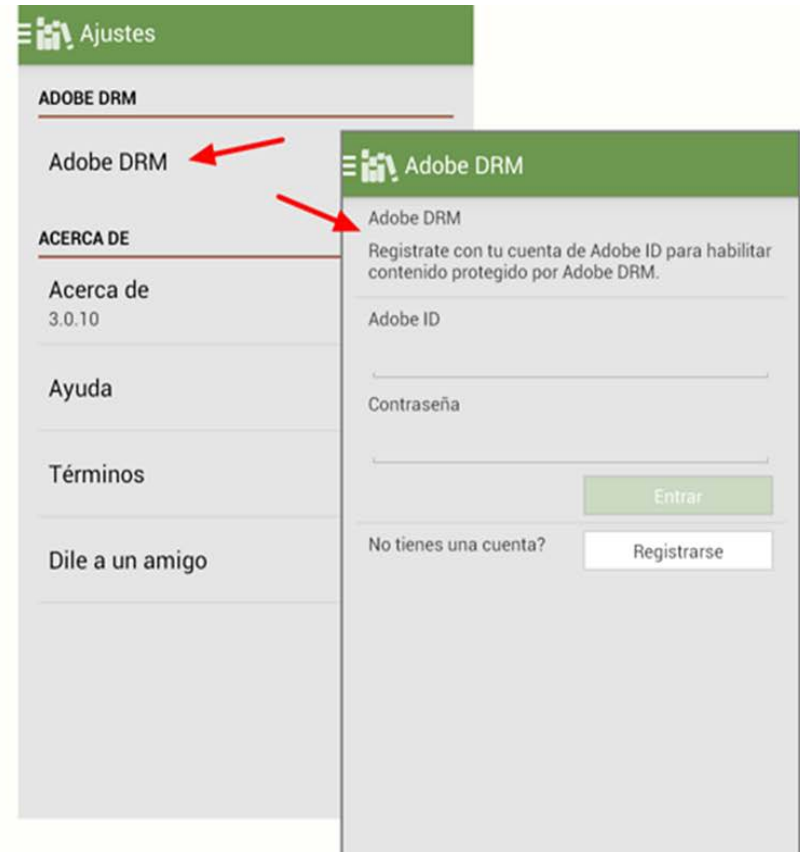 Ajustes
ADOBE DRM
Adobe DRM
ACERCA DE
Acerca de
3.0.10
Ayuda
Términos
Dile a un amigo
Adobe DRM
Adobe DRM
Registrate con tu cuenta de Adobe ID para habilitar
contenido protegido por Adobe DRM.
Adobe ID
Contraseña
Entrar
No tienes una cuenta?
Registrarse